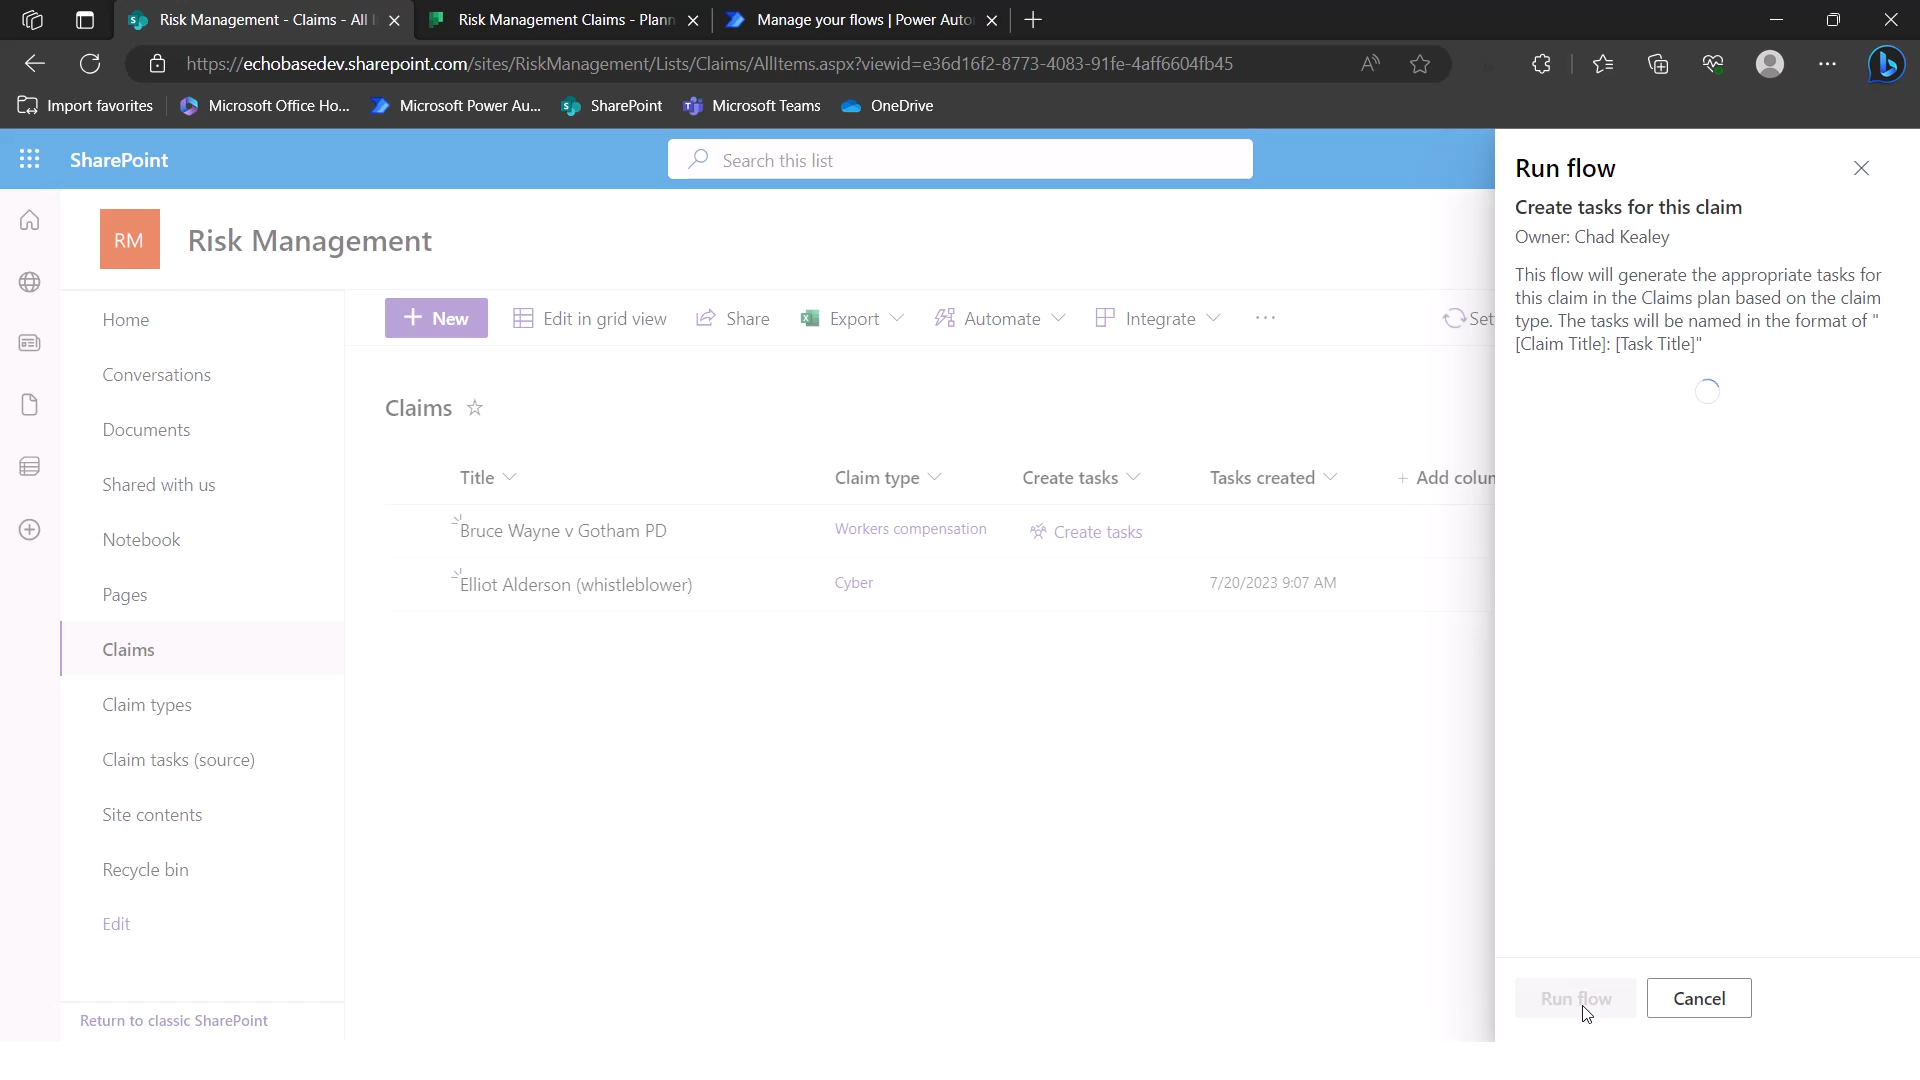 Risk Management - Claims - All
Risk Management Claims - Plann
Manage your flows | Power Auto
https://echobasedev.sharepoint.com/sites/RiskManagement/Lists/Claims/AllItems.aspx?viewid=e36d16f2-8773-4083-91fe-4aff6604fb45
Import favorites
Microsoft Office Ho...
Microsoft Power Au...
SharePoint
Microsoft Teams
OneDrive
SharePoint
Search this list
RM
Risk Management
Home
Conversations
Documents
Shared with us
Notebook
Pages
Claims
Claim types
Claim tasks (source)
Site contents
Recycle bin
Edit
Return to classic SharePoint
+ New
Edit in grid view
Share
Export
Automate
Integrate
...
Set
Claims
Title
Claim type
Create tasks
Tasks created
+ Add colum
Bruce Wayne v Gotham PD
Workers compensation
Create tasks
Elliot Alderson (whistleblower)
Cyber
7/20/2023 9:07 AM
Run flow
Create tasks for this claim
Owner: Chad Kealey
This flow will generate the appropriate tasks for
this claim in the Claims plan based on the claim
type. The tasks will be named in the format of "
[Claim Title]: [Task Title]"
Run flow
Cancel